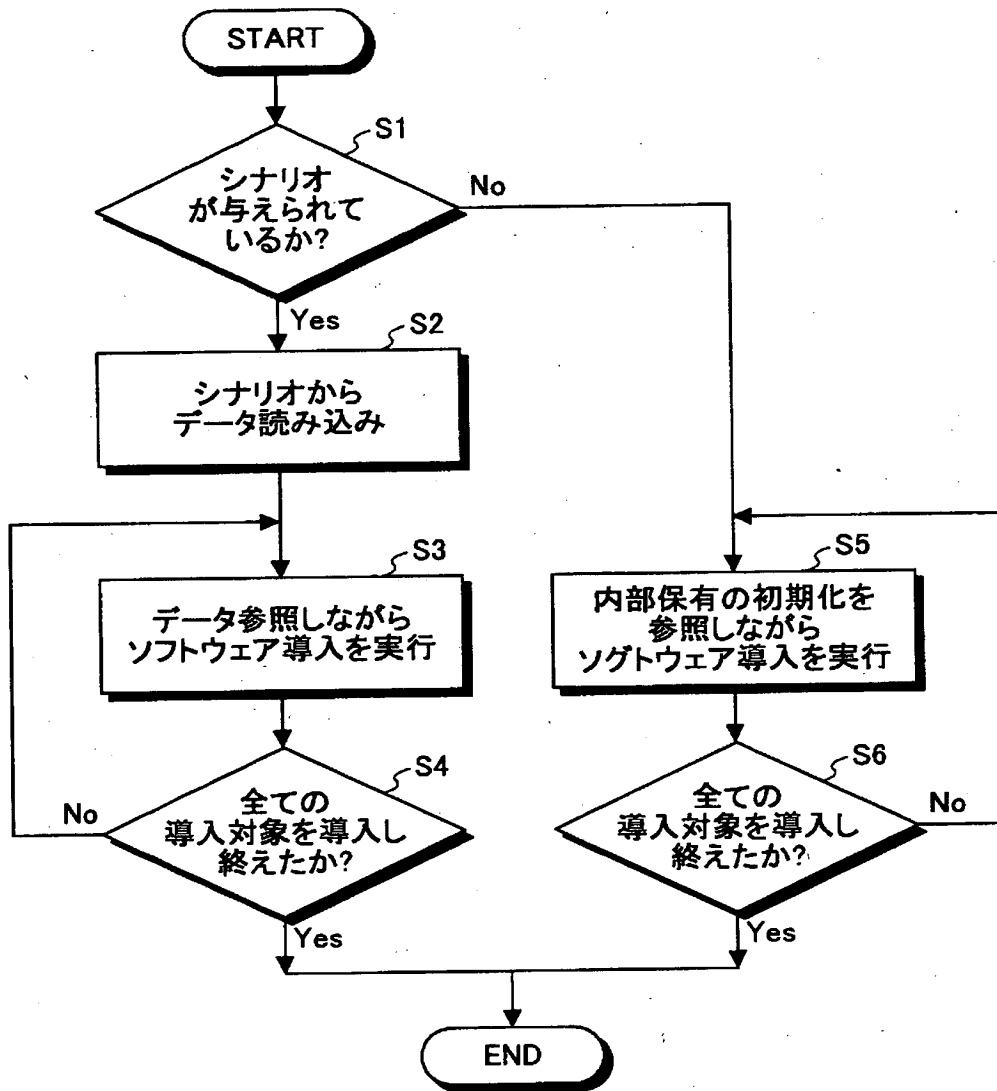 START
S1
シナリオ
が与えられて
いるか?
No
Yes
S2
シナリオから
データ読み込み
S3
データ参照しながら
ソフトウェア導入を実行
S4
全ての
導入対象を導入し
終えたか?
No
Yes
S5
内部保有の初期化を
参照しながら
ソグトウェア導入を実行
S6
全ての
導入対象を導入し
終えたか?
No
Yes
END